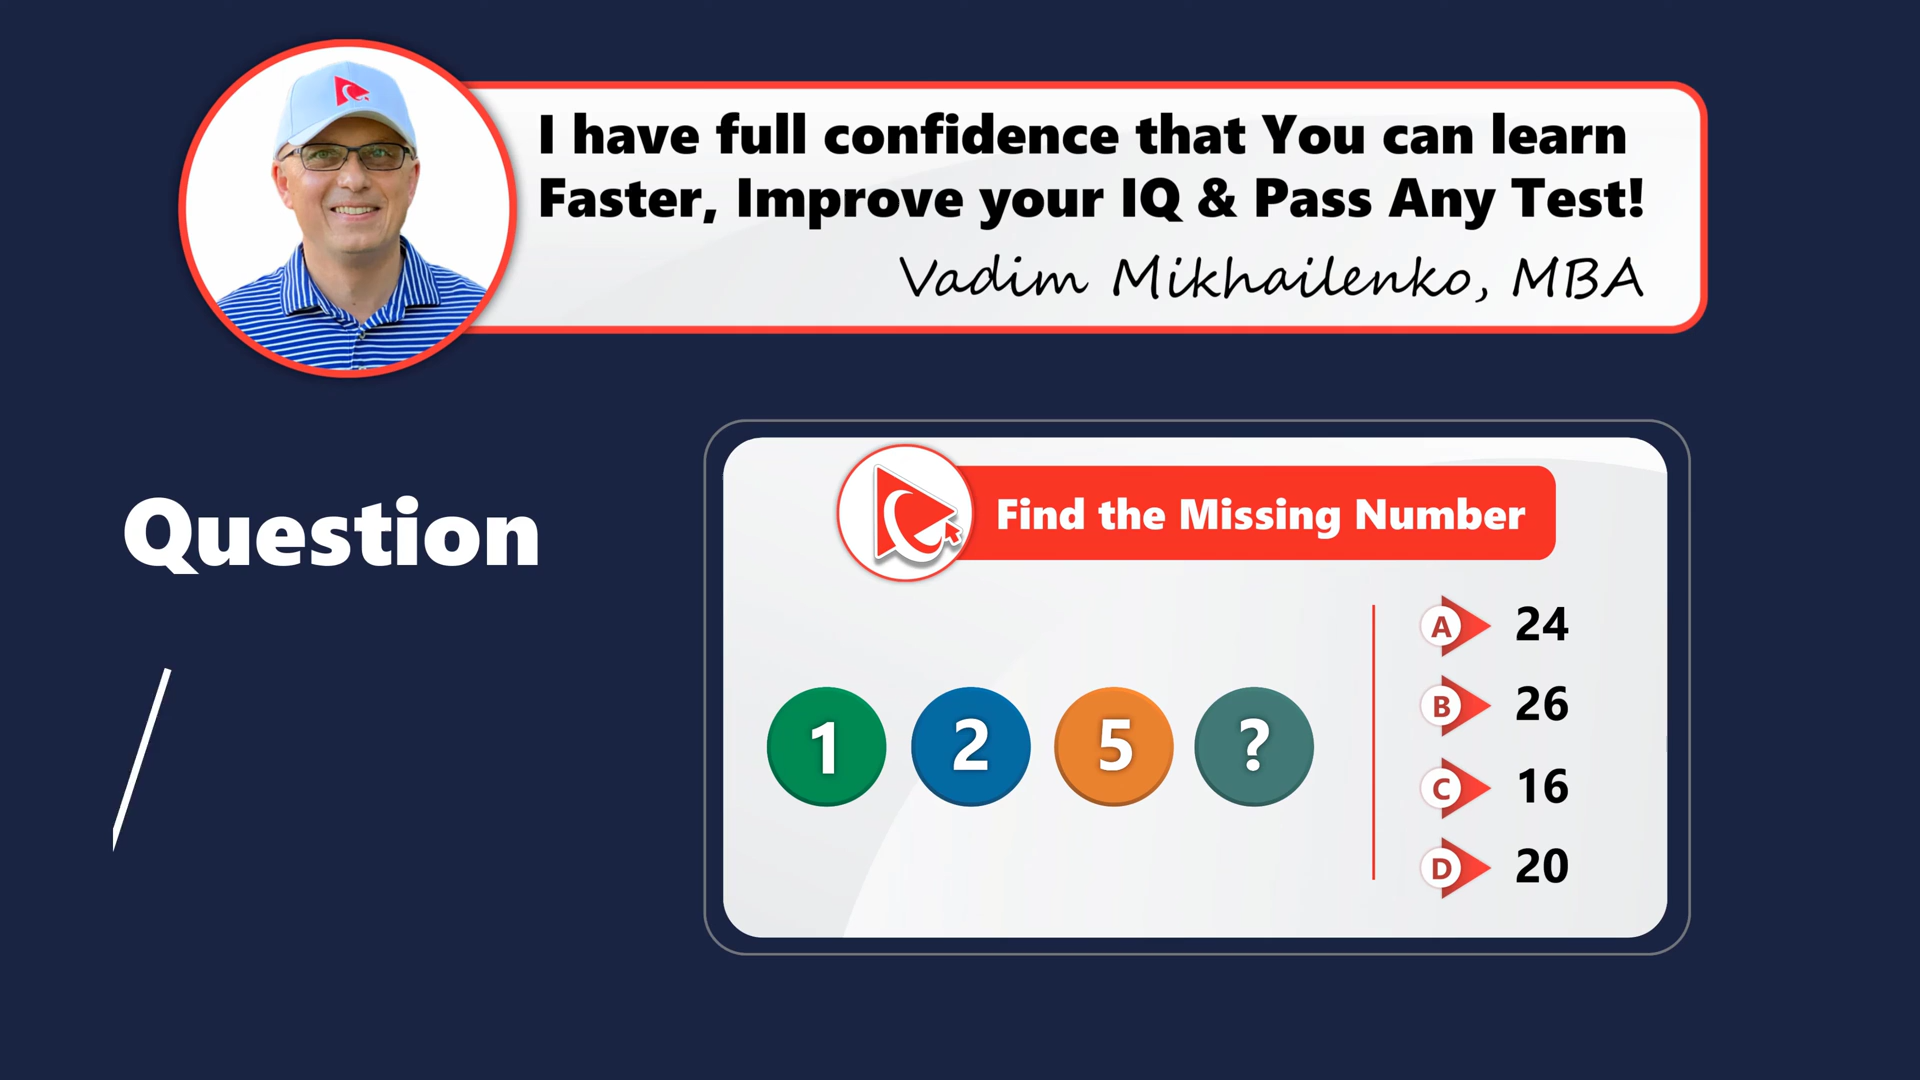 I have full confidence that You can learn
Faster, Improve your IQ & Pass Any Test!
Vadim Mikhailenko, MBA
Question
Find the Missing Number
1 2 5 ?
A 24
B 26
C 16
D 20